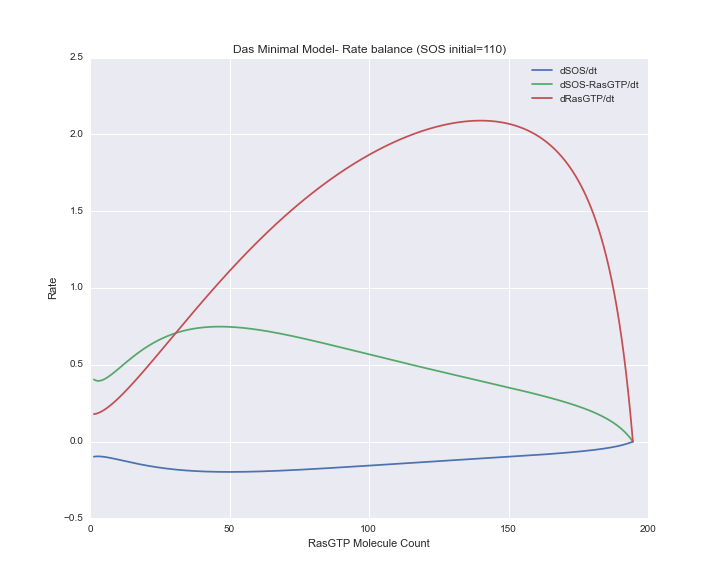 Das Minimal Model- Rate balance (SOS initial=110)
2.5
2.0
1.5
1.0
0.5
0.0
−0.5
Rate
dSOS/dt
dSOS-RasGTP/dt
dRasGTP/dt
0 50 100 150 200
RasGTP Molecule Count